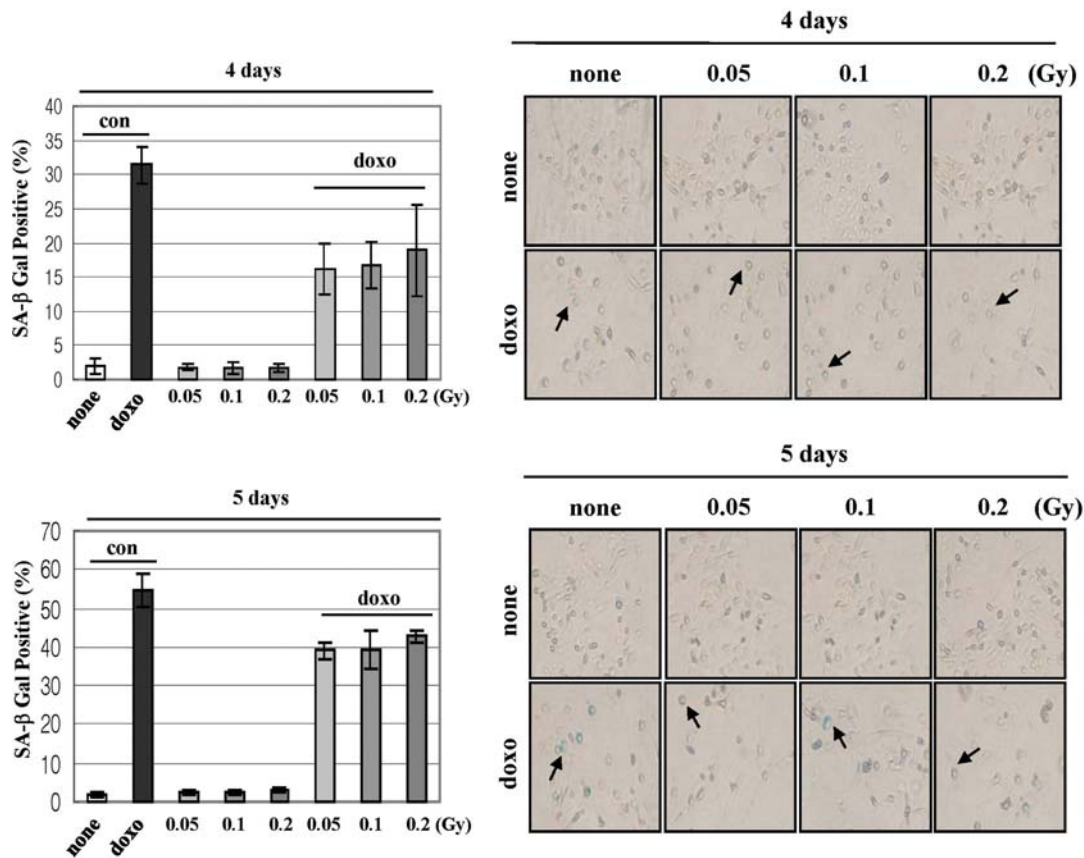 4 days
SA-β Gal Positive (%)
40
35
30
25
20
15
10
5
0
con
doxo
none
doxo
0.05
0.1
0.2
0.05
0.1
0.2 (Gy)
4 days
none
0.05
0.1
0.2
(Gy)
none
doxo
5 days
SA-β Gal Positive (%)
70
60
50
40
30
20
10
0
con
doxo
none
doxo
0.05
0.1
0.2
0.05
0.1
0.2 (Gy)
5 days
none
0.05
0.1
0.2
(Gy)
none
doxo